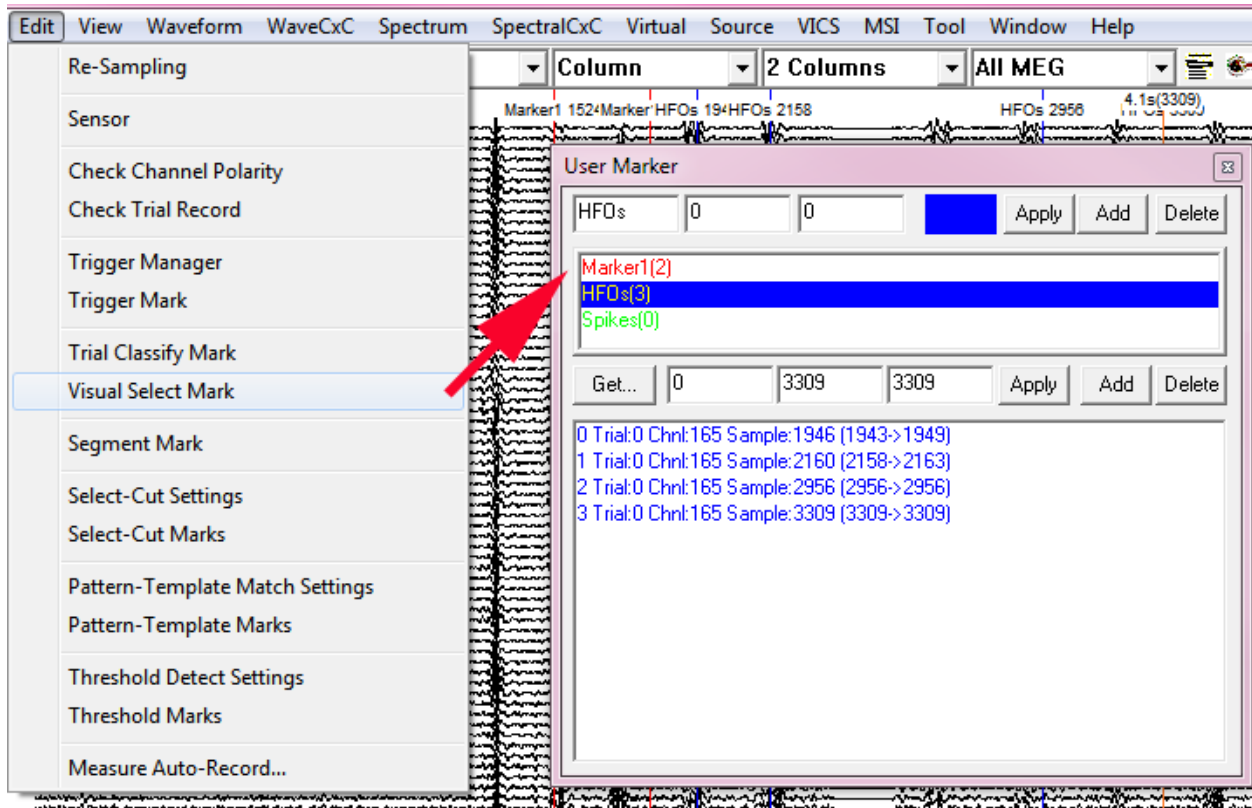 Edit View Waveform WaveCxC Spectrum SpectralCxC Virtual Source VICS MSI Tool Window Help
Column 2 Columns All MEG
Marker1 1524 Marker HFOs 194 HFOs 2158 HFOs 2956 4.1s(3309)
Re-Sampling
Sensor
Check Channel Polarity
Check Trial Record
Trigger Manager
Trigger Mark
Trial Classify Mark
Visual Select Mark
Segment Mark
Select-Cut Settings
Select-Cut Marks
Pattern-Template Match Settings
Pattern-Template Marks
Threshold Detect Settings
Threshold Marks
Measure Auto-Record...
User Marker
HFOs 0 0 Apply Add Delete
Marker1(2)
HFOs(3)
Spikes(0)
Get... 0 3309 3309 Apply Add Delete
0 Trial:0 Chnl:165 Sample:1946 (1943->1949)
1 Trial:0 Chnl:165 Sample:2160 (2158->2163)
2 Trial:0 Chnl:165 Sample:2956 (2956->2956)
3 Trial:0 Chnl:165 Sample:3309 (3309->3309)